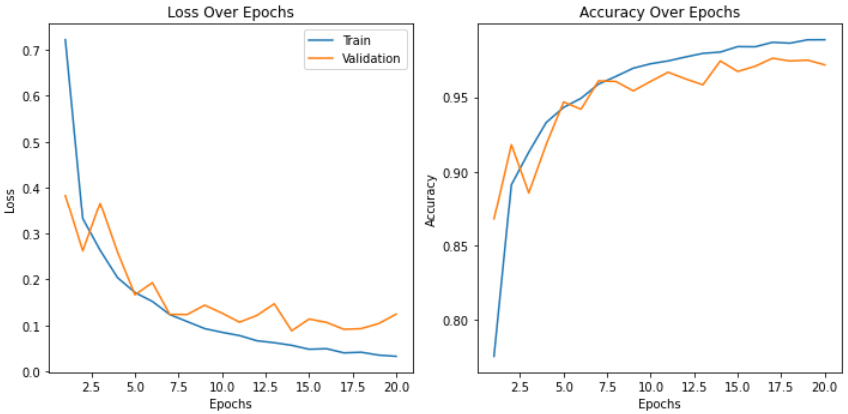 Loss Over Epochs
Train
Validation
0.7
0.6
0.5
0.4
0.3
0.2
0.1
0.0
Loss
2.5 5.0 7.5 10.0 12.5 15.0 17.5 20.0
Epochs
Accuracy Over Epochs
0.95
0.90
0.85
0.80
Accuracy
2.5 5.0 7.5 10.0 12.5 15.0 17.5 20.0
Epochs